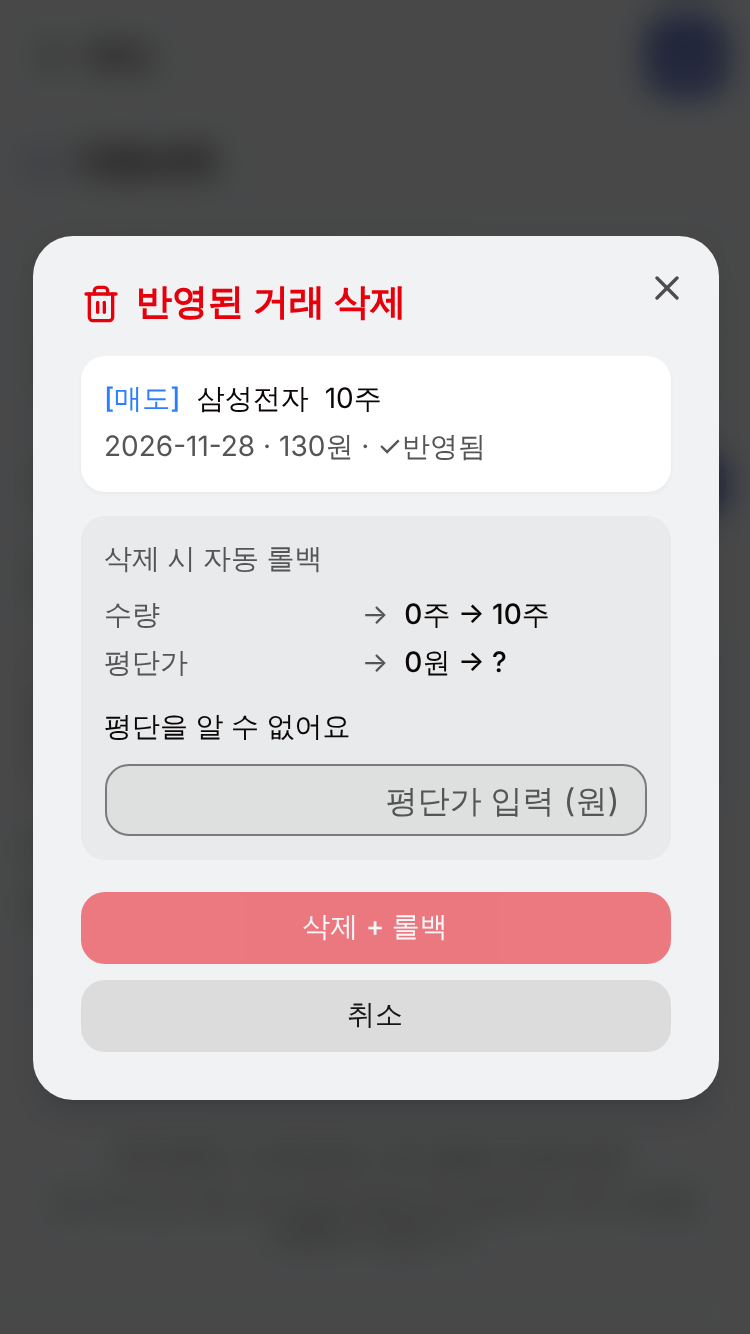 반영된 거래 삭제
[매도] 삼성전자 10주
2026-11-28 · 130원 · ✓반영됨
삭제 시 자동 롤백
수량 → 0주 → 10주
평단가 → 0원 → ?
평단을 알 수 없어요
평단가 입력 (원)
삭제 + 롤백
취소